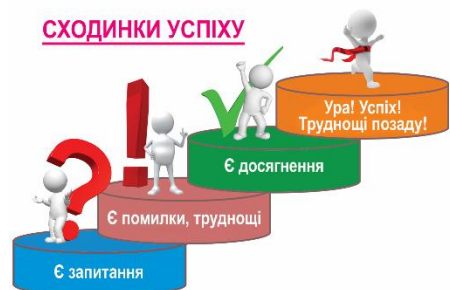 СХОДИНКИ УСПІХУ
Ура! Успіх!
Труднощі позаду!
Є досягнення
Є помилки, труднощі
Є запитання